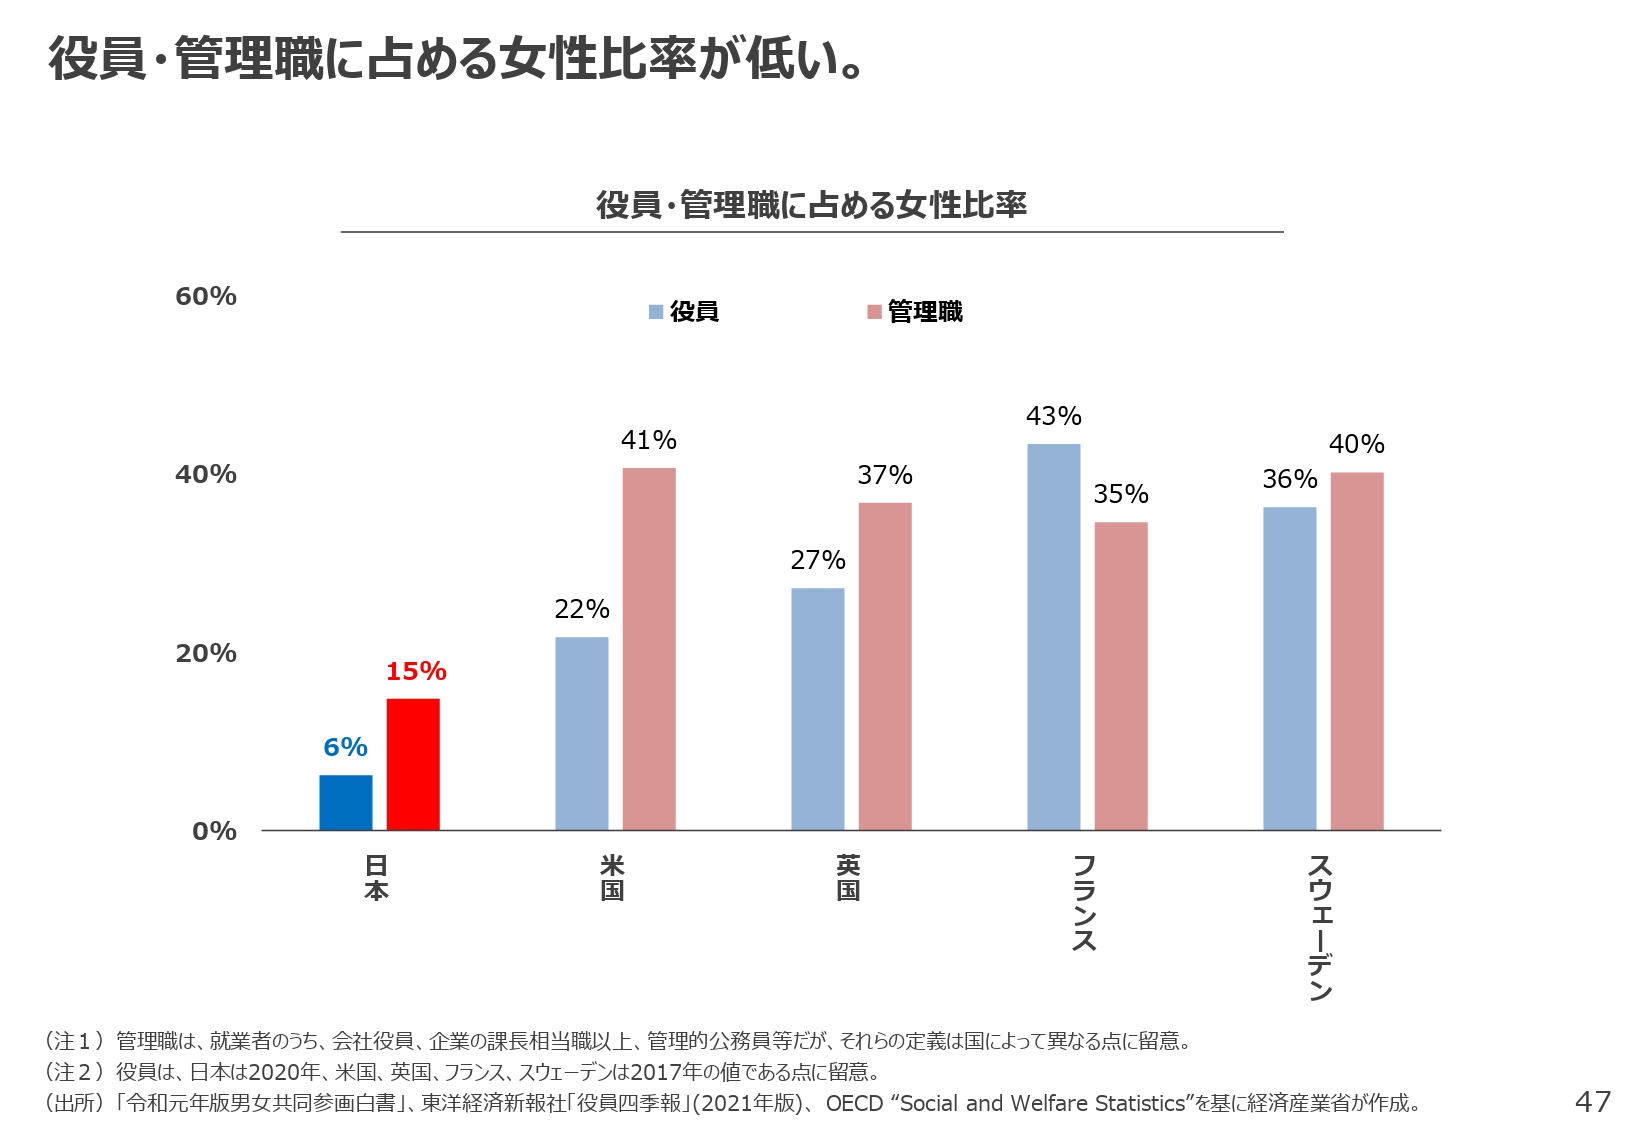 役員・管理職に占める女性比率が低い。
役員・管理職に占める女性比率
60%
役員
管理職
40%
20%
0%
6%
15%
22%
41%
27%
37%
43%
35%
36%
40%
日本
米国
英国
フランス
スウェーデン
（注１）管理職は、就業者のうち、会社役員、企業の課長相当職以上、管理的公務員等だが、それらの定義は国によって異なる点に留意。
（注２）役員は、日本は2020年、米国、英国、フランス、スウェーデンは2017年の値である点に留意。
（出所）「令和元年版男女共同参画白書」、東洋経済新報社「役員四季報」(2021年版)、OECD “Social and Welfare Statistics”を基に経済産業省が作成。
47